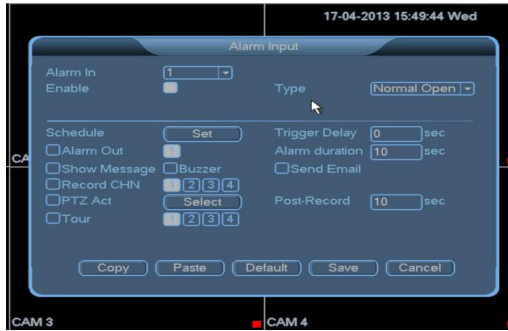 17-04-2013 15:49:44 Wed
Alarm Input
Alarm In 1
Enable Type Normal Open
Schedule Set Trigger Delay 0 sec
Alarm Out 1 Alarm duration 10 sec
CA
Show Message Buzzer Send Email
Record CHN 1 2 3 4
PTZ Act Select Post-Record 10 sec
Tour 1 2 3 4
Copy Paste Default Save Cancel
CAM 3 CAM 4